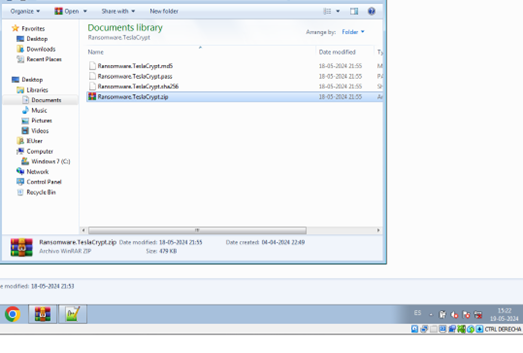 Organize Open Share with New folder
Favorites
Desktop
Downloads
Recent Places
Desktop
Libraries
Documents
Music
Pictures
Videos
IEUser
Computer
Windows 7 (C:)
Network
Control Panel
Recycle Bin
Documents library
Ransomware.TeslaCrypt
Arrange by: Folder
Name Date modified
Ransomware.TeslaCrypt.md5 18-05-2024 21:55
Ransomware.TeslaCrypt.pass 18-05-2024 21:55
Ransomware.TeslaCrypt.sha256 18-05-2024 21:55
Ransomware.TeslaCrypt.zip 18-05-2024 21:55
Ransomware.TeslaCrypt.zip Date modified: 18-05-2024 21:55 Date created: 04-04-2024 22:49
Archivo WinRAR ZIP Size: 479 KB
e modified: 18-05-2024 21:53
ES 15:22
19-05-2024
CTRL DERECHA